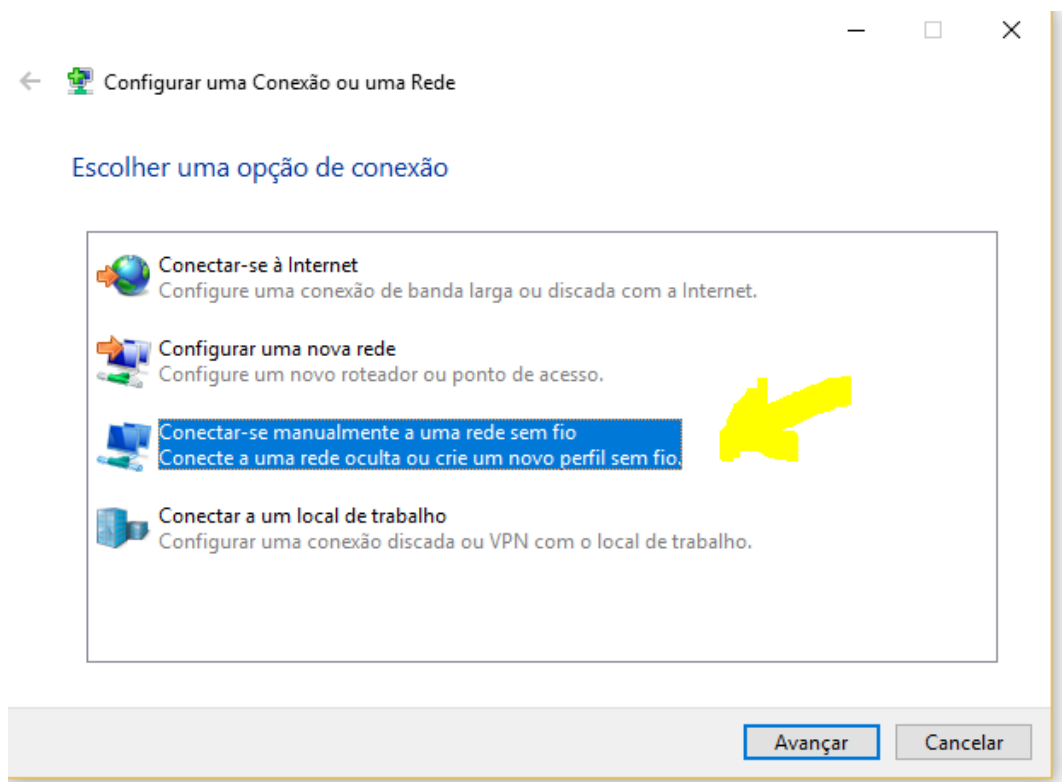 Configurar uma Conexão ou uma Rede
Escolher uma opção de conexão
Conectar-se à Internet
Configure uma conexão de banda larga ou discada com a Internet.
Configurar uma nova rede
Configure um novo roteador ou ponto de acesso.
Conectar-se manualmente a uma rede sem fio
Conecte a uma rede oculta ou crie um novo perfil sem fio.
Conectar a um local de trabalho
Configurar uma conexão discada ou VPN com o local de trabalho.
Avançar
Cancelar